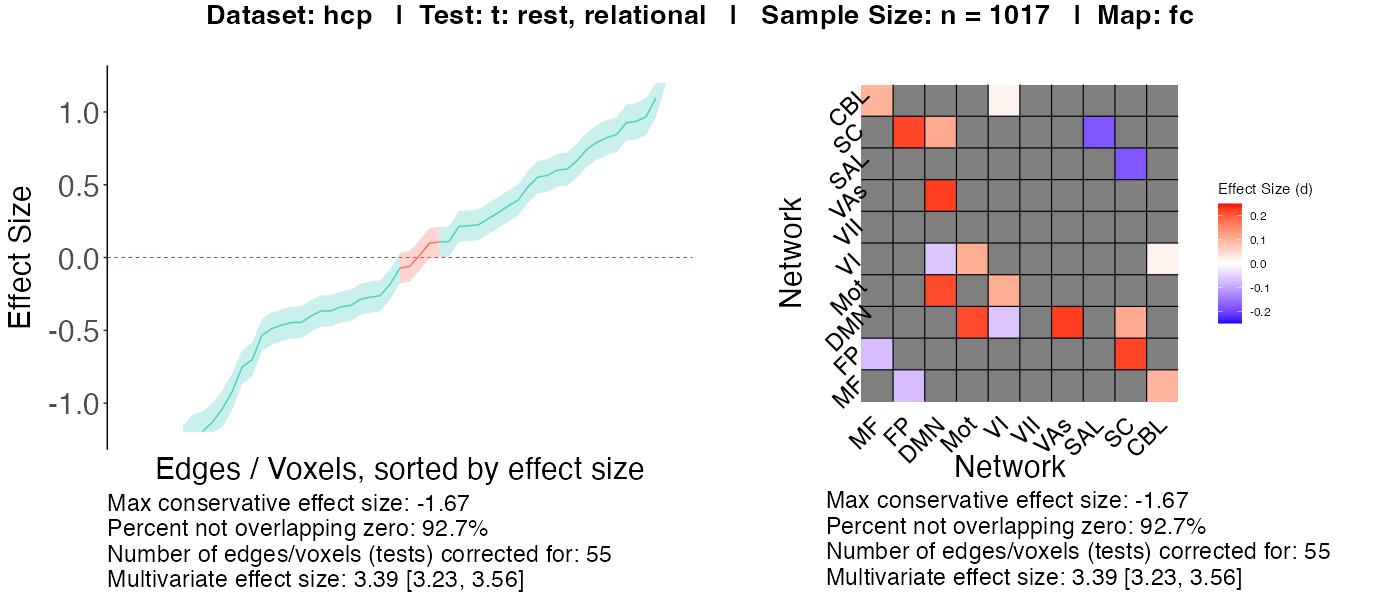 Dataset: hcp | Test: t: rest, relational | Sample Size: n = 1017 | Map: fc
Effect Size
1.0
0.5
0.0
-0.5
-1.0
Edges / Voxels, sorted by effect size
Max conservative effect size: -1.67
Percent not overlapping zero: 92.7%
Number of edges/voxels (tests) corrected for: 55
Multivariate effect size: 3.39 [3.23, 3.56]
Network
CBL
SC
SAL
VAs
VII
VI
Mot
DMN
FP
MF
MF
FP
DMN
Mot
VI
VII
VAs
SAL
SC
CBL
Network
Effect Size (d)
0.2
0.1
0.0
-0.1
-0.2
Max conservative effect size: -1.67
Percent not overlapping zero: 92.7%
Number of edges/voxels (tests) corrected for: 55
Multivariate effect size: 3.39 [3.23, 3.56]